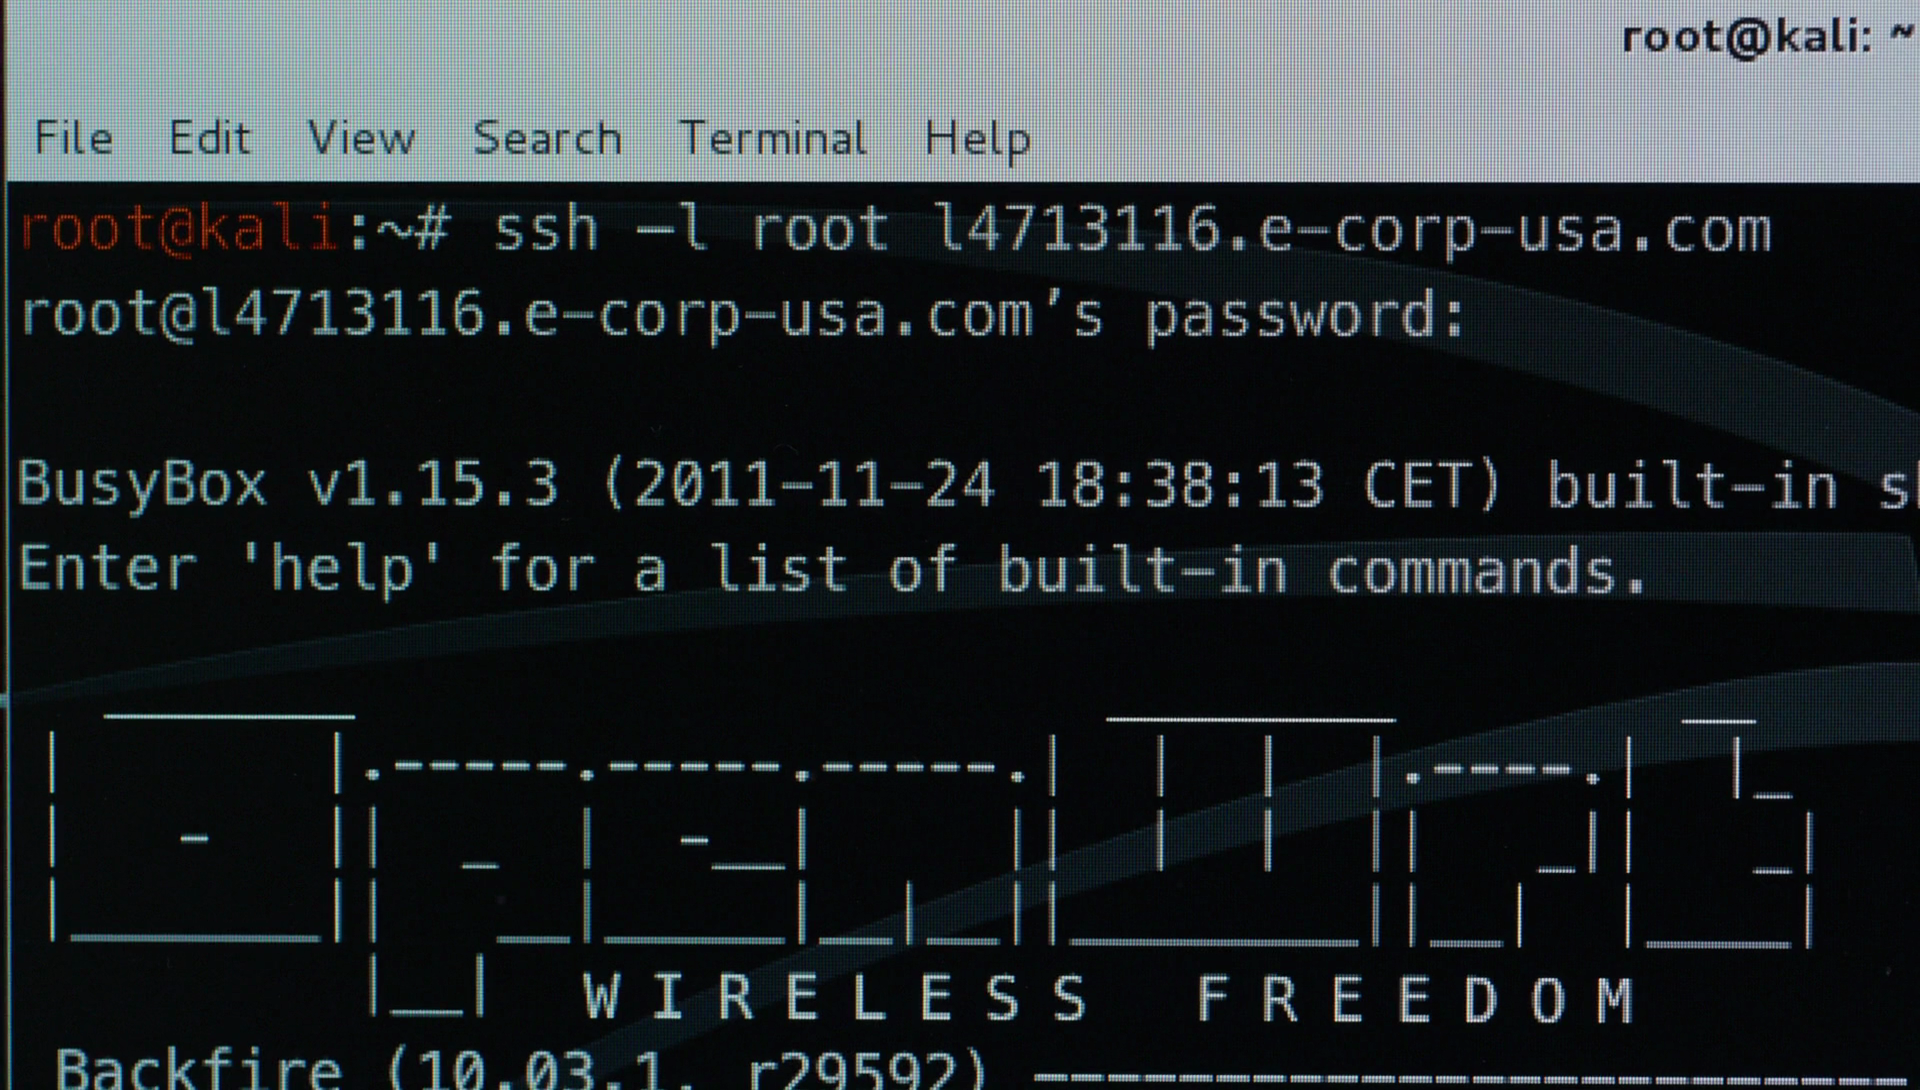 root@kali: ~
File Edit View Search Terminal Help
root@kali:~# ssh -l root l4713116.e-corp-usa.com
root@l4713116.e-corp-usa.com's password:
BusyBox v1.15.3 (2011-11-24 18:38:13 CET) built-in
Enter 'help' for a list of built-in commands.
WIRELESS FREEDOM
Backfire (10.03.1, r29592) ------------------------